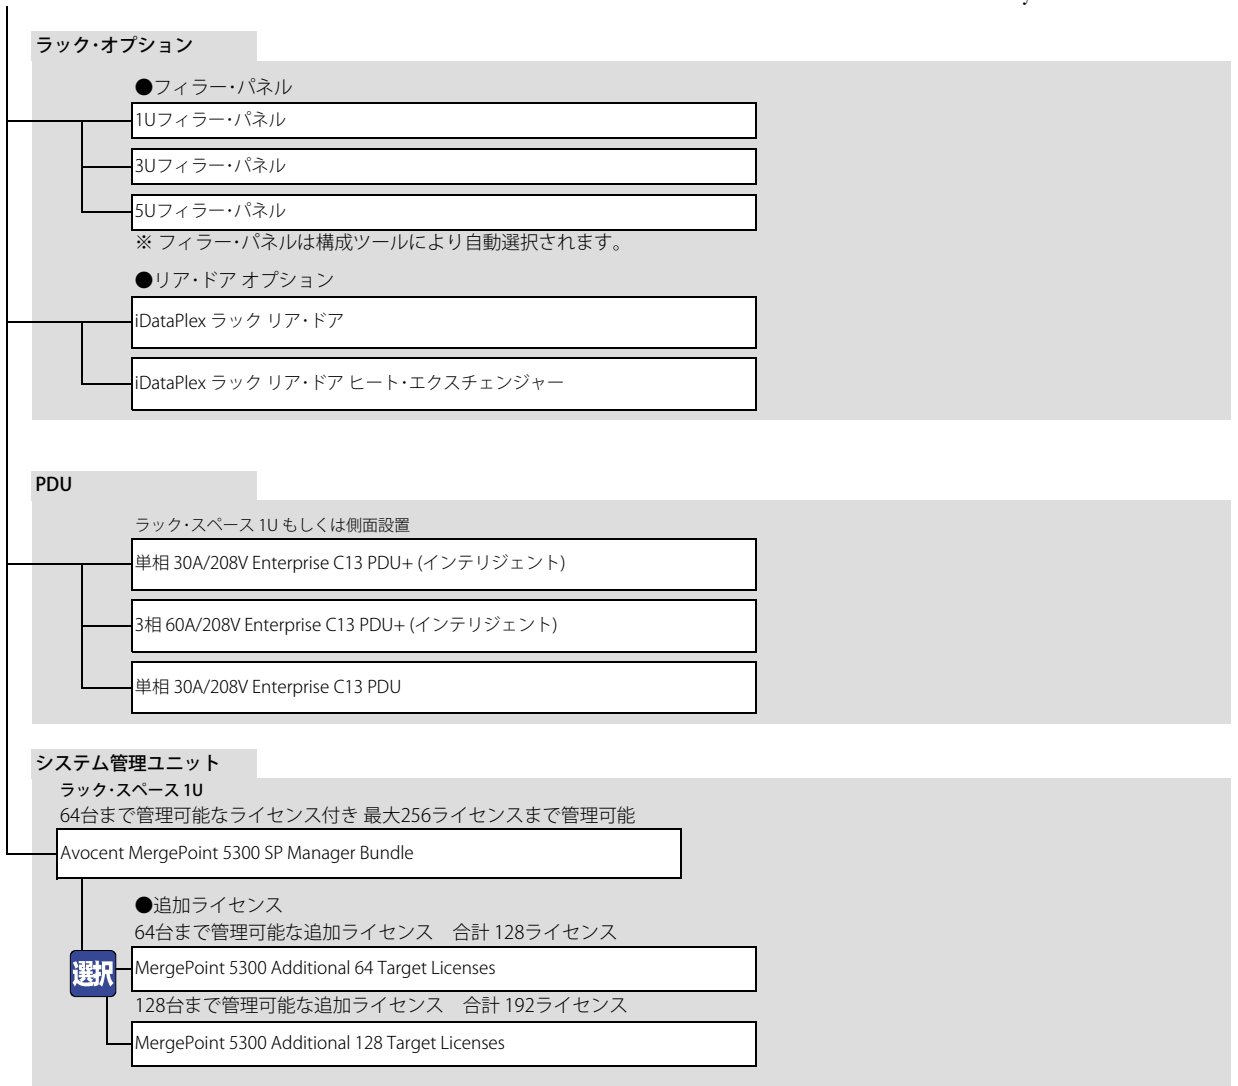 ラック・オプション
●フィラー・パネル
1Uフィラー・パネル
3Uフィラー・パネル
5Uフィラー・パネル
※ フィラー・パネルは構成ツールにより自動選択されます。
●リア・ドア オプション
iDataPlex ラック リア・ドア
iDataPlex ラック リア・ドア ヒート・エクスチェンジャー
PDU
ラック・スペース 1U もしくは側面設置
単相 30A/208V Enterprise C13 PDU+ (インテリジェント)
3相 60A/208V Enterprise C13 PDU+ (インテリジェント)
単相 30A/208V Enterprise C13 PDU
システム管理ユニット
ラック・スペース 1U
64台まで管理可能なライセンス付き 最大256ライセンスまで管理可能
Avocent MergePoint 5300 SP Manager Bundle
●追加ライセンス
64台まで管理可能な追加ライセンス　合計 128ライセンス
選択
MergePoint 5300 Additional 64 Target Licenses
128台まで管理可能な追加ライセンス　合計 192ライセンス
MergePoint 5300 Additional 128 Target Licenses